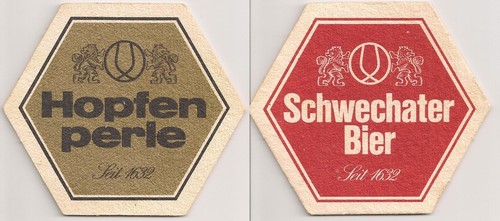 Hopfen
perle
Seit 1632
Schwechater
Bier
Seit 1632